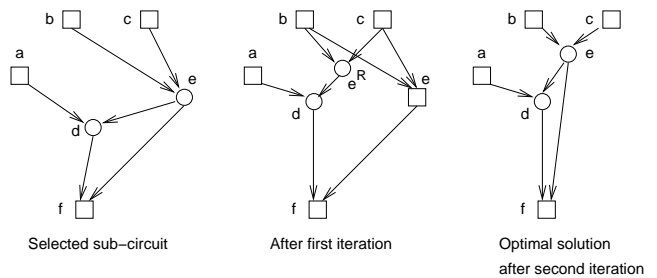 b c
a
e
d
f
Selected sub-circuit
b c
a
e^R
e
d
f
After first iteration
b c
a
e
d
f
Optimal solution
after second iteration